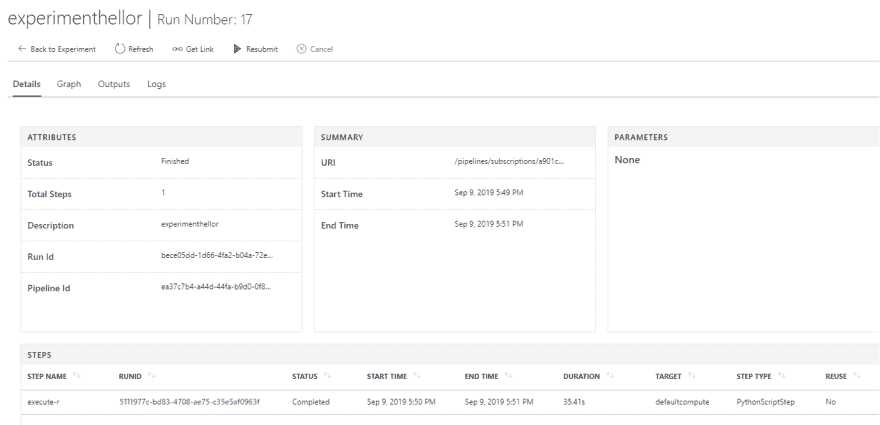 experimenthellor | Run Number: 17
Back to Experiment Refresh Get Link Resubmit Cancel
Details Graph Outputs Logs
ATTRIBUTES
Status Finished
Total Steps 1
Description experimenthellor
Run Id bece05dd-1d66-4fa2-b04a-72e...
Pipeline Id ea37c7b4-a44d-44fa-b9d0-0f8...
SUMMARY
URI /pipelines/subscriptions/a901c...
Start Time Sep 9, 2019 5:49 PM
End Time Sep 9, 2019 5:51 PM
PARAMETERS
None
STEPS
STEP NAME RUNID STATUS START TIME END TIME DURATION TARGET STEP TYPE REUSE
execute-r 5111977c-bd83-4708-ae75-c35e5af0963f Completed Sep 9, 2019 5:50 PM Sep 9, 2019 5:51 PM 35.41s defaultcompute PythonScriptStep No